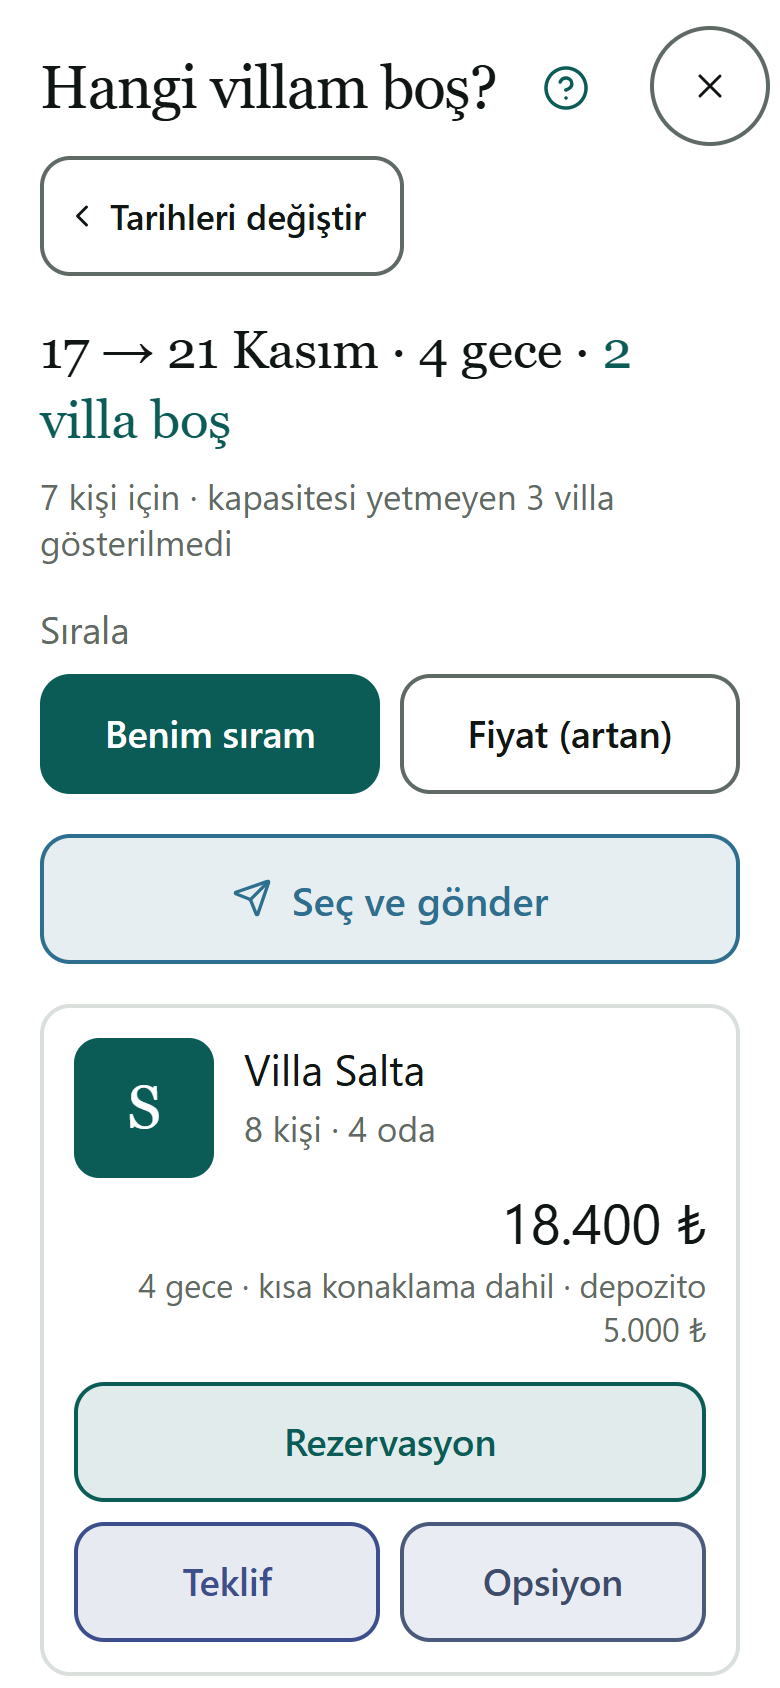 Hangi villam boş?
Tarihleri değiştir
17 → 21 Kasım · 4 gece · 2
villa boş
7 kişi için · kapasitesi yetmeyen 3 villa
gösterilmedi
Sırala
Benim sıram
Fiyat (artan)
Seç ve gönder
S
Villa Salta
8 kişi · 4 oda
18.400 ₺
4 gece · kısa konaklama dahil · depozito
5.000 ₺
Rezervasyon
Teklif
Opsiyon